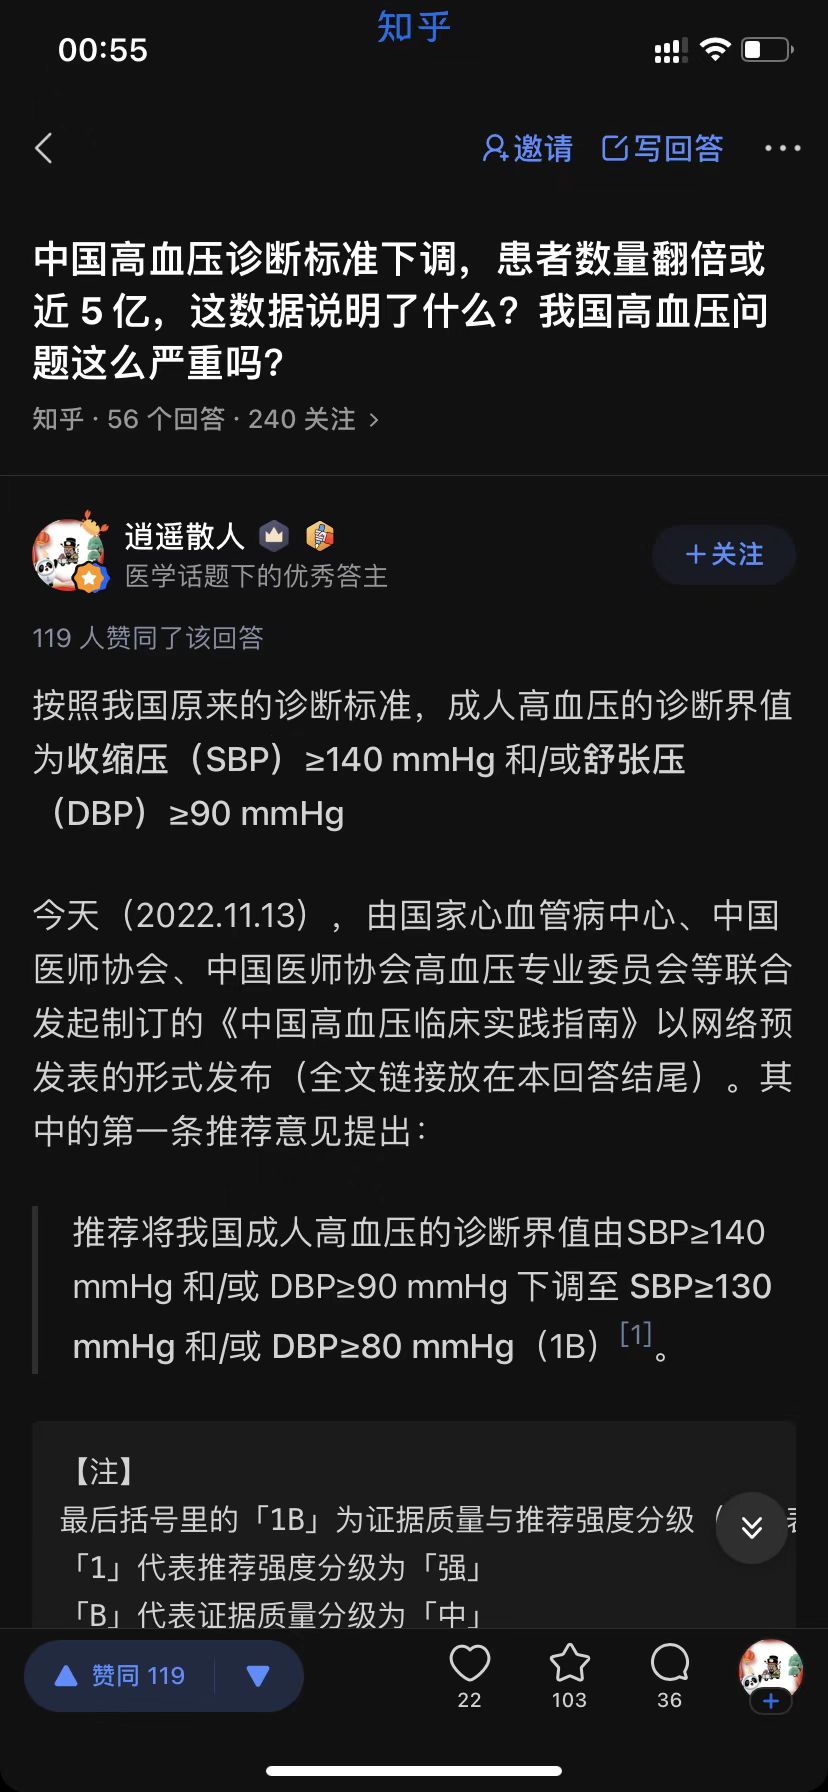 知乎
00:55
邀请 写回答
中国高血压诊断标准下调，患者数量翻倍或
近 5 亿，这数据说明了什么？我国高血压问
题这么严重吗？
知乎 · 56 个回答 · 240 关注 >
逍遥散人
医学话题下的优秀答主
+关注
119 人赞同了该回答
按照我国原来的诊断标准，成人高血压的诊断界值
为收缩压（SBP）≥140 mmHg 和/或舒张压
（DBP）≥90 mmHg
今天（2022.11.13），由国家心血管病中心、中国
医师协会、中国医师协会高血压专业委员会等联合
发起制订的《中国高血压临床实践指南》以网络预
发表的形式发布（全文链接放在本回答结尾）。其
中的第一条推荐意见提出：
推荐将我国成人高血压的诊断界值由SBP≥140
mmHg 和/或 DBP≥90 mmHg 下调至 SBP≥130
mmHg 和/或 DBP≥80 mmHg（1B）[1]。
【注】
最后括号里的「1B」为证据质量与推荐强度分级（
「1」代表推荐强度分级为「强」
「B」代表证据质量分级为「中」
赞同 119
22
103
36